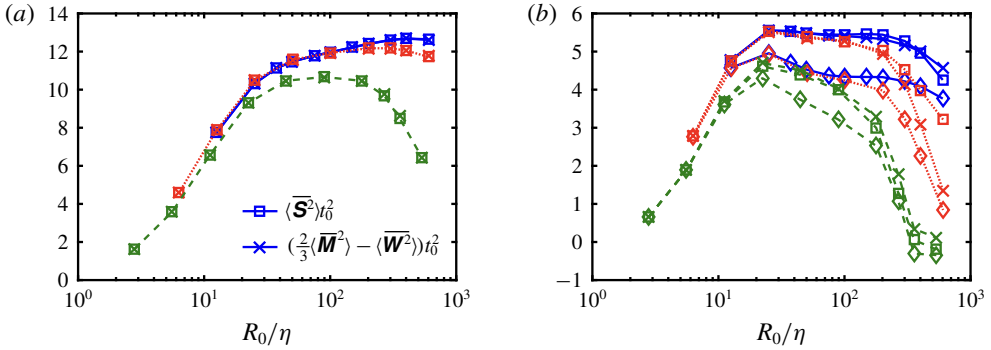 (a)
14
12
10
8
6
4
2
0
⟨S̅²⟩t₀²
(⅔⟨M̅²⟩ − ⟨W̅²⟩)t₀²
10⁰ 10¹ 10² 10³
R₀/η
(b)
6
5
4
3
2
1
0
−1
10⁰ 10¹ 10² 10³
R₀/η